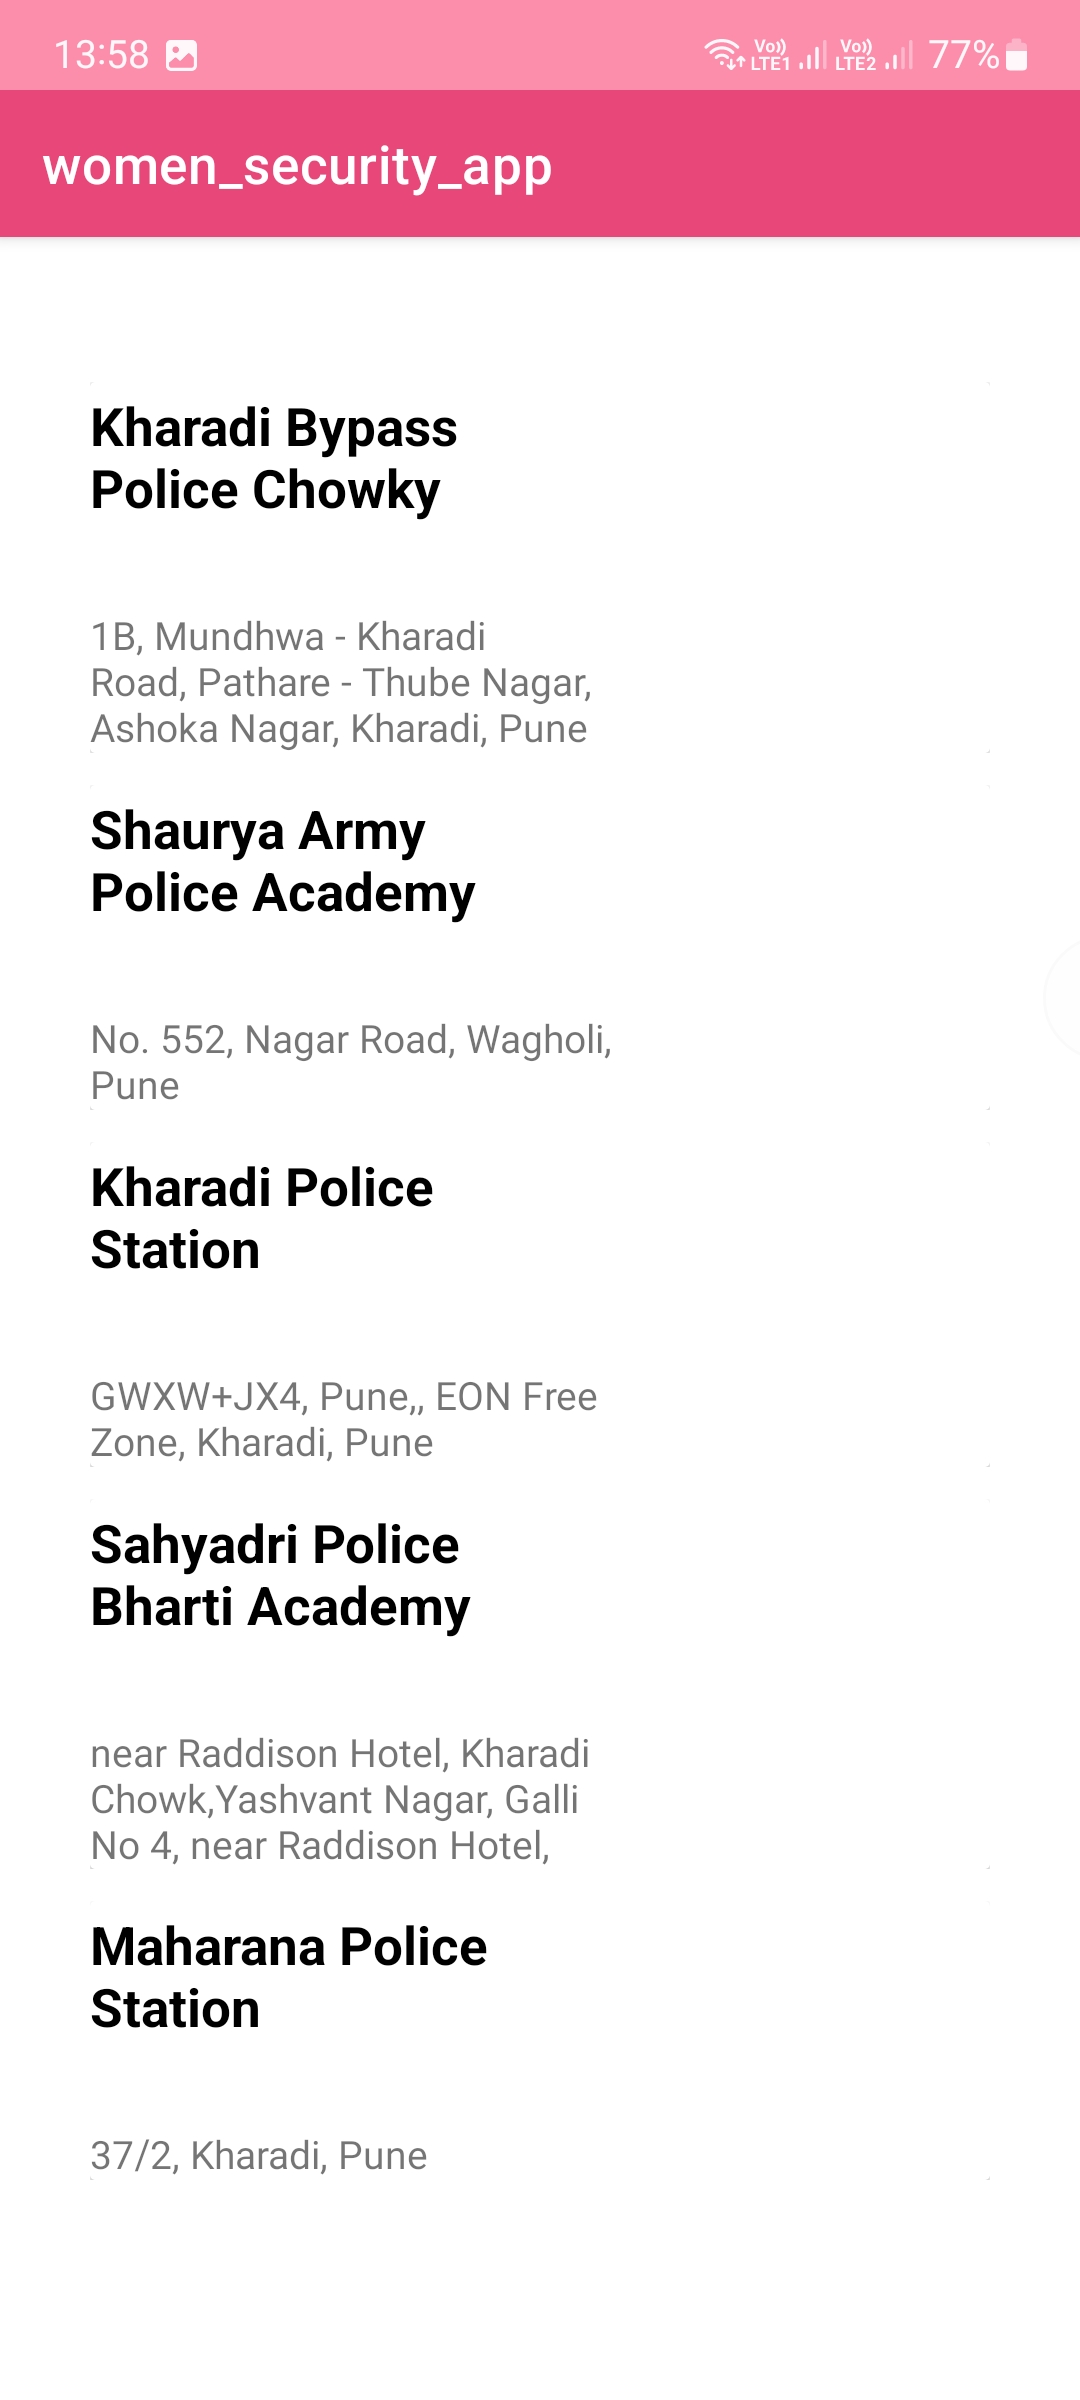 13:58
Vo)) LTE1 Vo)) LTE2 77%
women_security_app
Kharadi Bypass
Police Chowky
1B, Mundhwa - Kharadi
Road, Pathare - Thube Nagar,
Ashoka Nagar, Kharadi, Pune
Shaurya Army
Police Academy
No. 552, Nagar Road, Wagholi,
Pune
Kharadi Police
Station
GWXW+JX4, Pune,, EON Free
Zone, Kharadi, Pune
Sahyadri Police
Bharti Academy
near Raddison Hotel, Kharadi
Chowk,Yashvant Nagar, Galli
No 4, near Raddison Hotel,
Maharana Police
Station
37/2, Kharadi, Pune